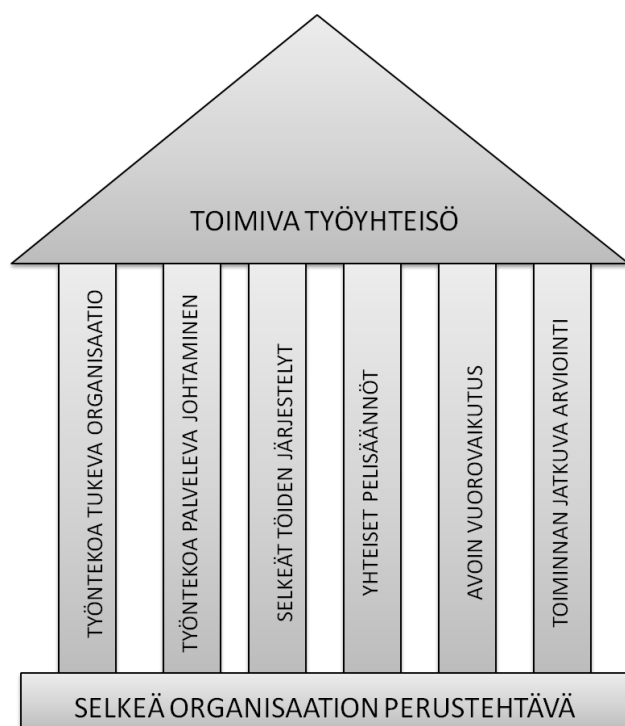 TOIMIVA TYÖYHTEISÖ
TYÖNTEKOA TUKEVA ORGANISAATIO
TYÖNTEKOA PALVELEVA JOHTAMINEN
SELKEÄT TÖIDEN JÄRJESTELYT
YHTEISET PELISÄÄNNÖT
AVOIN VUOROVAIKUTUS
TOIMINNAN JATKUVA ARVIOINTI
SELKEÄ ORGANISAATION PERUSTEHTÄVÄ